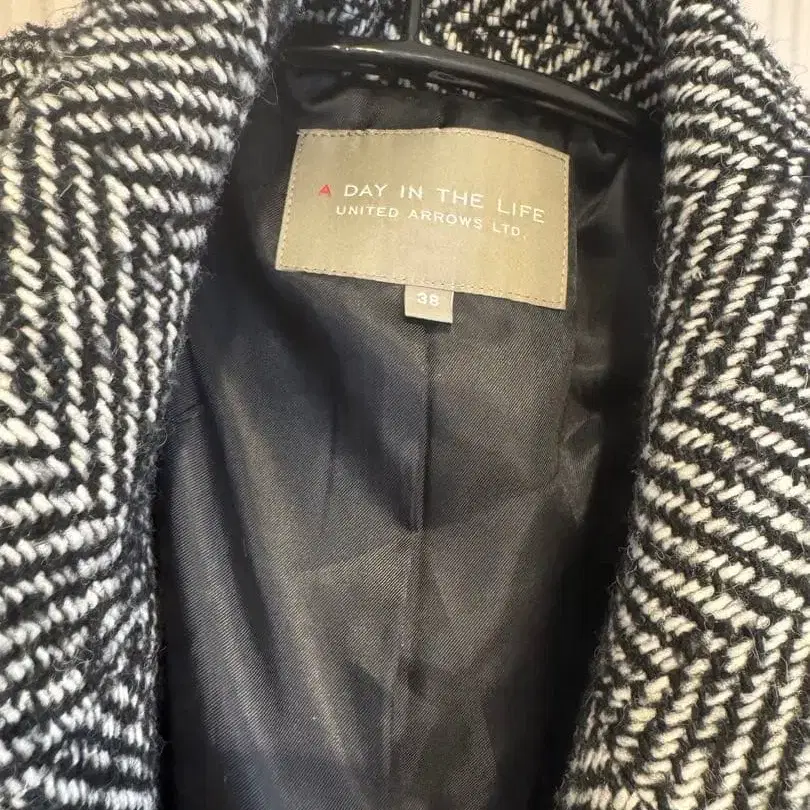 A DAY IN THE LIFE
UNITED ARROWS LTD.
38